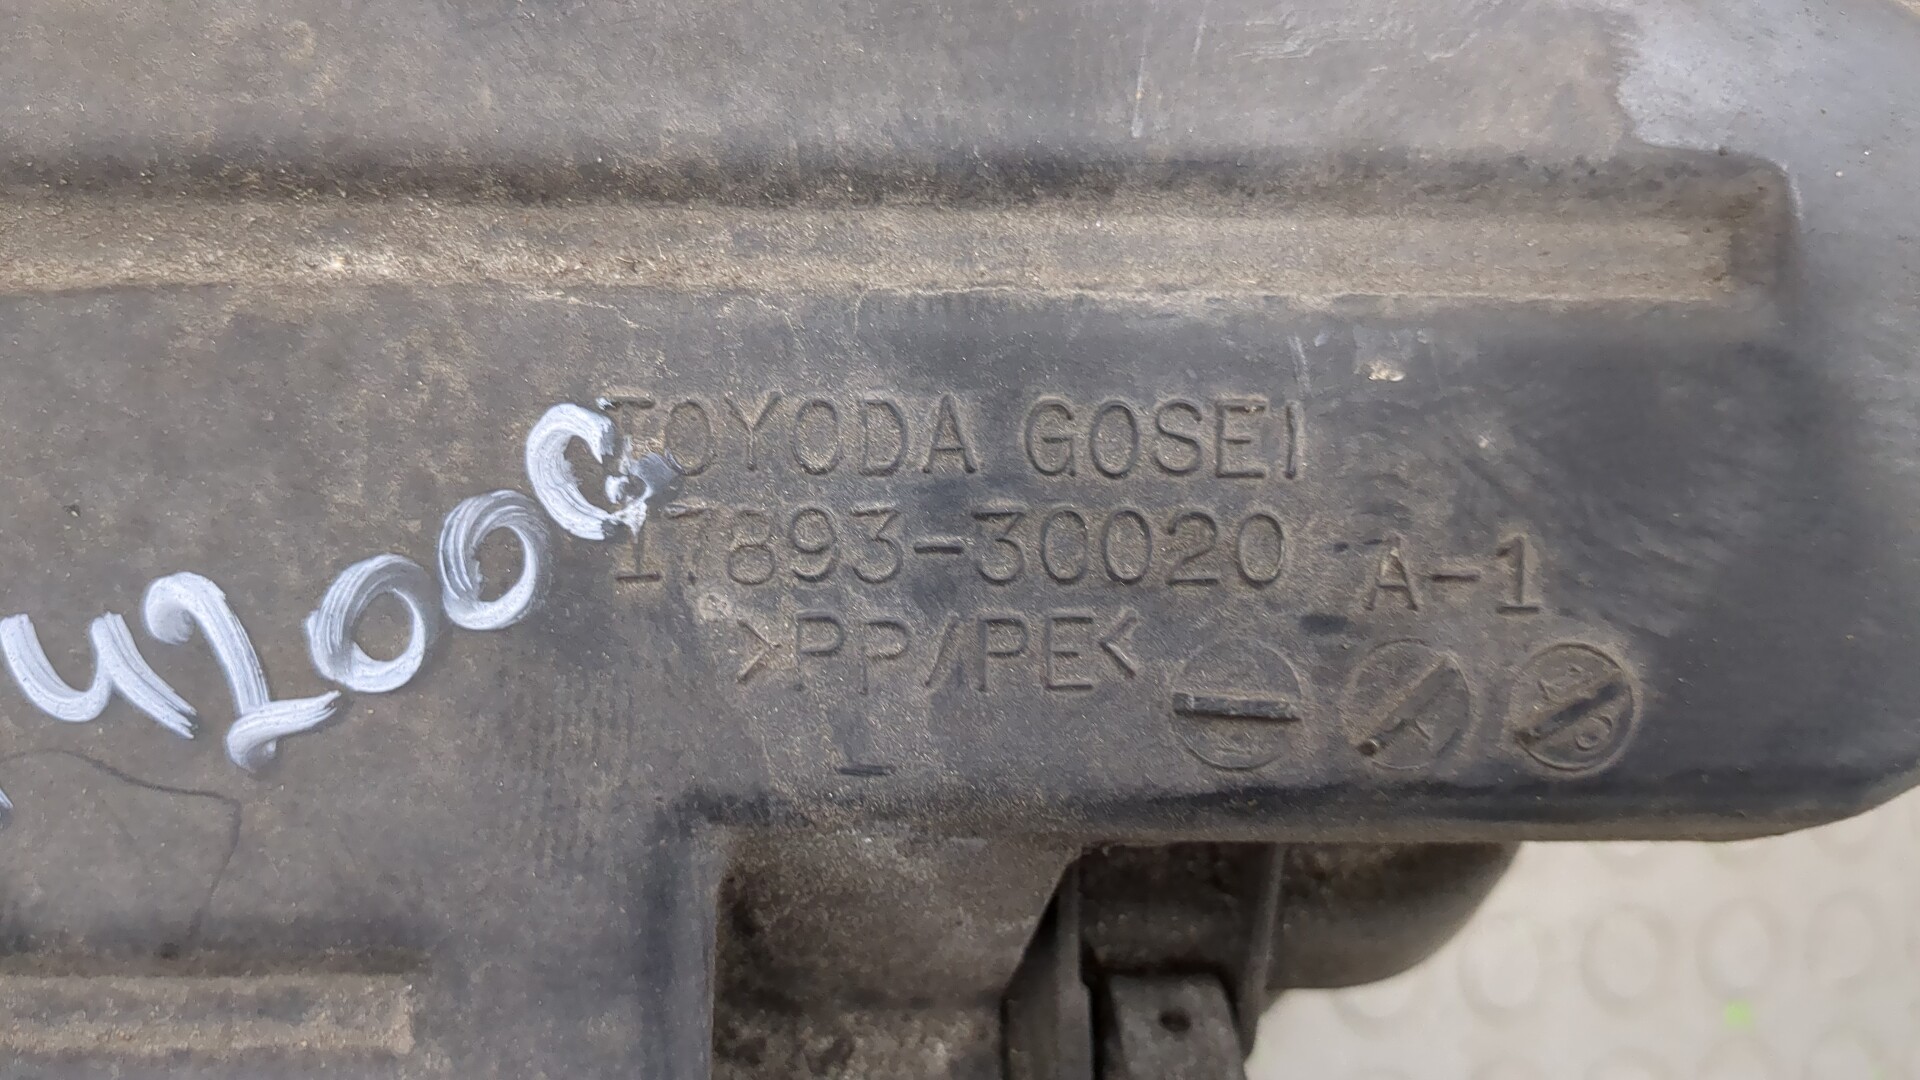 TOYODA GOSEI
17893-30020 A-1
>PP/PE<
42000